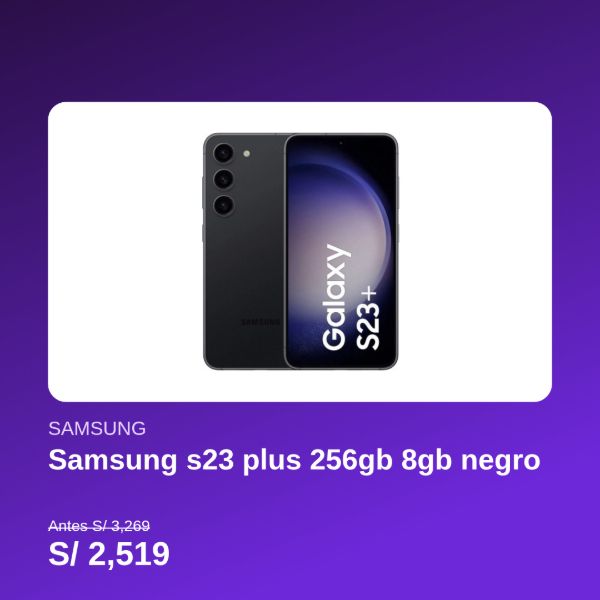 SAMSUNG
Galaxy
S23+
SAMSUNG
Samsung s23 plus 256gb 8gb negro
Antes S/ 3,269
S/ 2,519